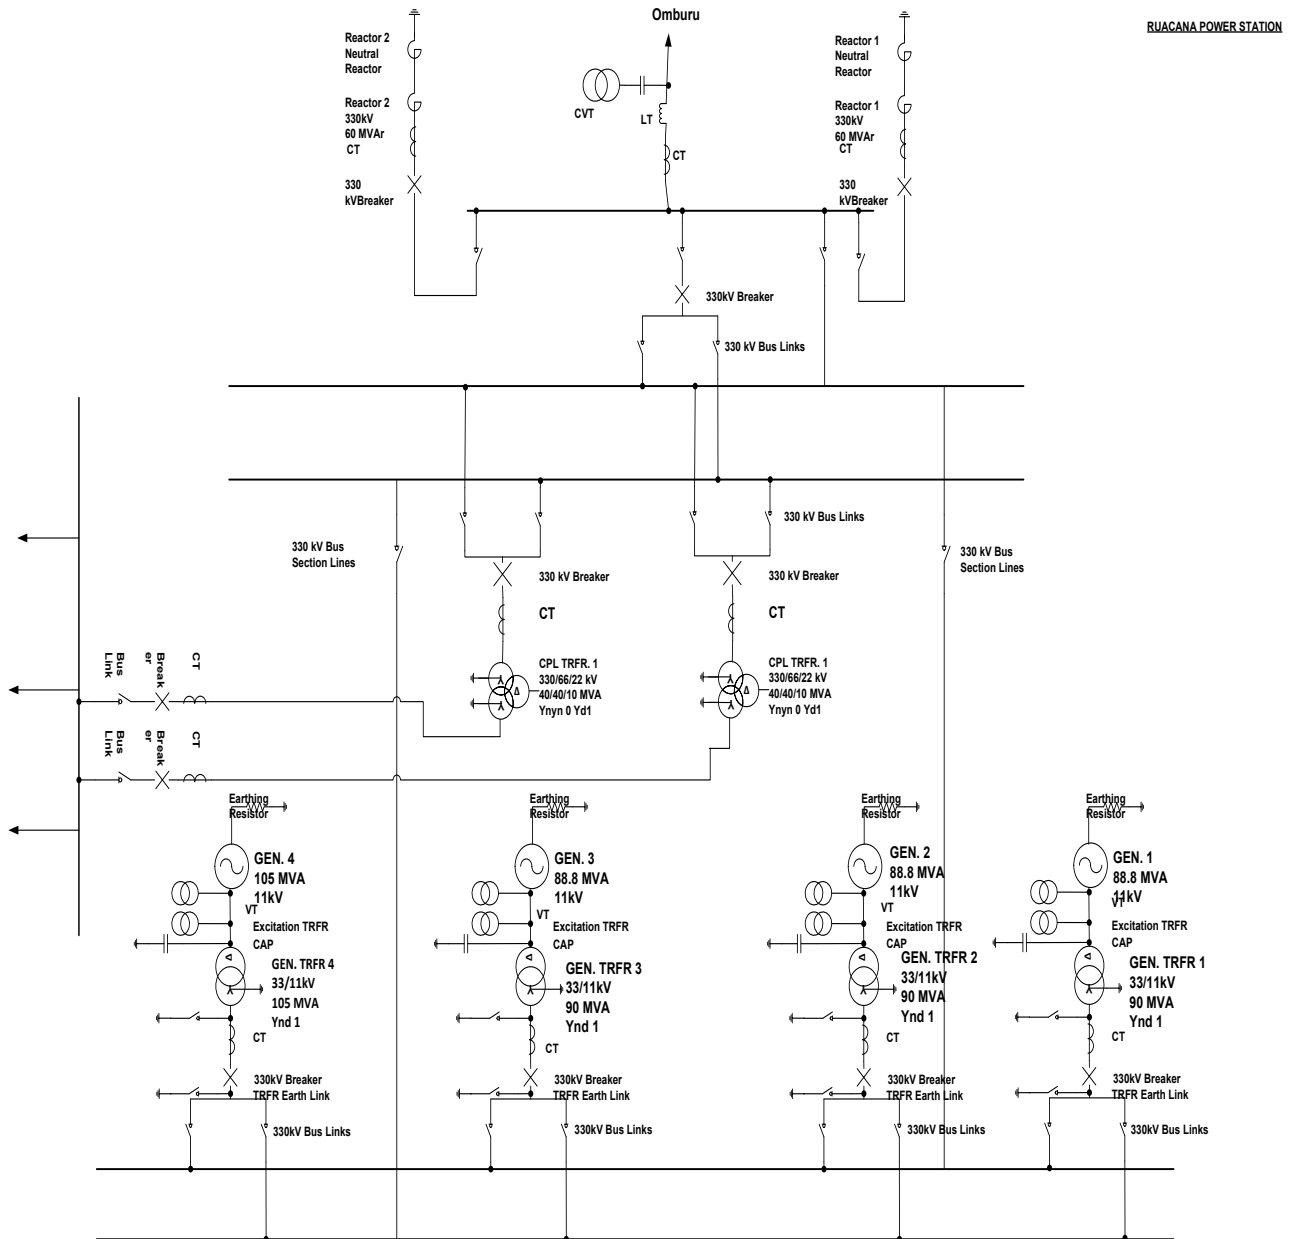 Omburu
RUACANA POWER STATION
Reactor 2
Neutral
Reactor
Reactor 1
Neutral
Reactor
Reactor 2
330kV
60 MVAr
CT
CVT
LT
Reactor 1
330kV
60 MVAr
CT
CT
330
kVBreaker
330
kVBreaker
330kV Breaker
330 kV Bus Links
330 kV Bus Links
330 kV Bus
Section Lines
330 kV Bus
Section Lines
330 kV Breaker
330 kV Breaker
CT
CT
CPL TRFR. 1
330/66/22 kV
40/40/10 MVA
Ynyn 0 Yd1
CPL TRFR. 1
330/66/22 kV
40/40/10 MVA
Ynyn 0 Yd1
Bus
Link
Break
er
CT
Bus
Link
Break
er
CT
Earthing
Resistor
Earthing
Resistor
Earthing
Resistor
Earthing
Resistor
GEN. 4
105 MVA
11kV
VT
Excitation TRFR
CAP
GEN. TRFR 4
33/11kV
105 MVA
Ynd 1
CT
330kV Breaker
TRFR Earth Link
330kV Bus Links
GEN. 3
88.8 MVA
11kV
VT
Excitation TRFR
CAP
GEN. TRFR 3
33/11kV
90 MVA
Ynd 1
CT
330kV Breaker
TRFR Earth Link
330kV Bus Links
GEN. 2
88.8 MVA
11kV
VT
Excitation TRFR
CAP
GEN. TRFR 2
33/11kV
90 MVA
Ynd 1
CT
330kV Breaker
TRFR Earth Link
330kV Bus Links
GEN. 1
88.8 MVA
11kV
VT
Excitation TRFR
CAP
GEN. TRFR 1
33/11kV
90 MVA
Ynd 1
CT
330kV Breaker
TRFR Earth Link
330kV Bus Links